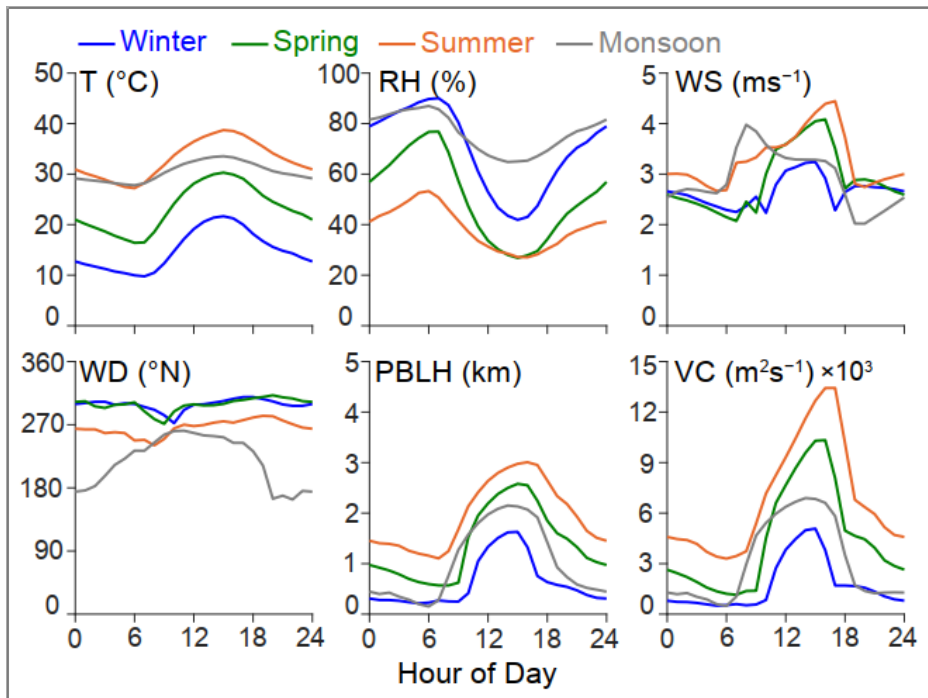 Winter Spring Summer Monsoon
T (°C) RH (%) WS (ms⁻¹)
50 100 5
40 80 4
30 60 3
20 40 2
10 20 1
0 0 0
WD (°N) PBLH (km) VC (m²s⁻¹) ×10³
360 5 15
270 4 12
3 9
180 2 6
90 1 3
0 0 0
0 6 12 18 24 0 6 12 18 24 0 6 12 18 24
Hour of Day